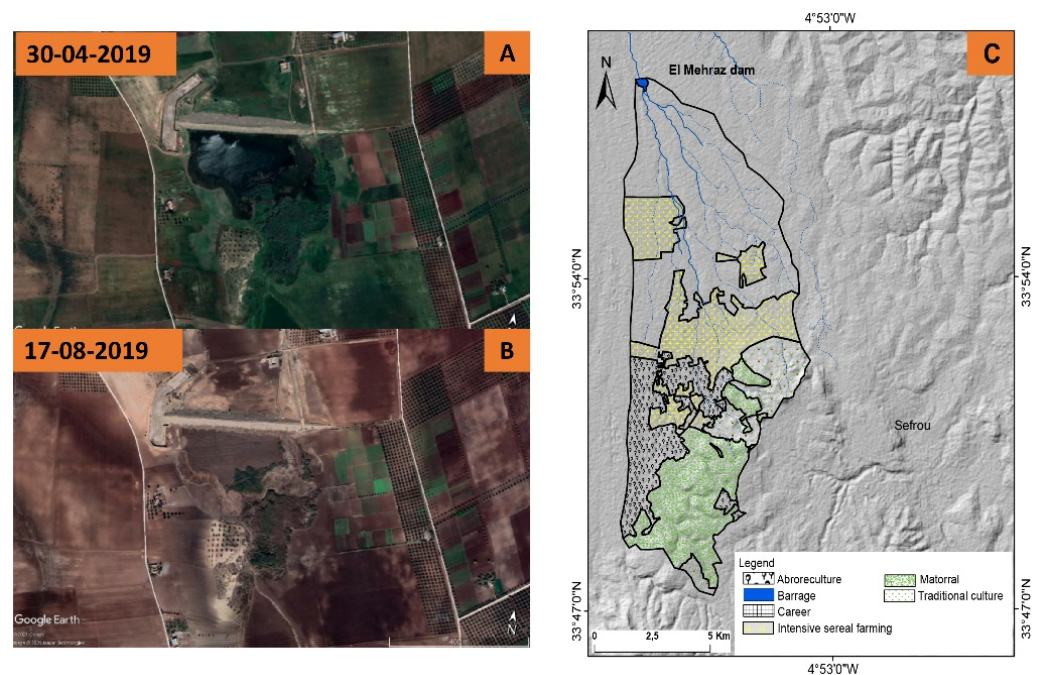 30-04-2019
A
Google Earth
17-08-2019
B
Google Earth
N
4°53'0"W
C
N
El Mehraz dam
33°54'0"N
33°54'0"N
Sefrou
33°47'0"N
33°47'0"N
Legend
Abroreculture
Barrage
Career
Intensive sereal farming
Matorral
Traditional culture
0 2,5 5 Km
4°53'0"W